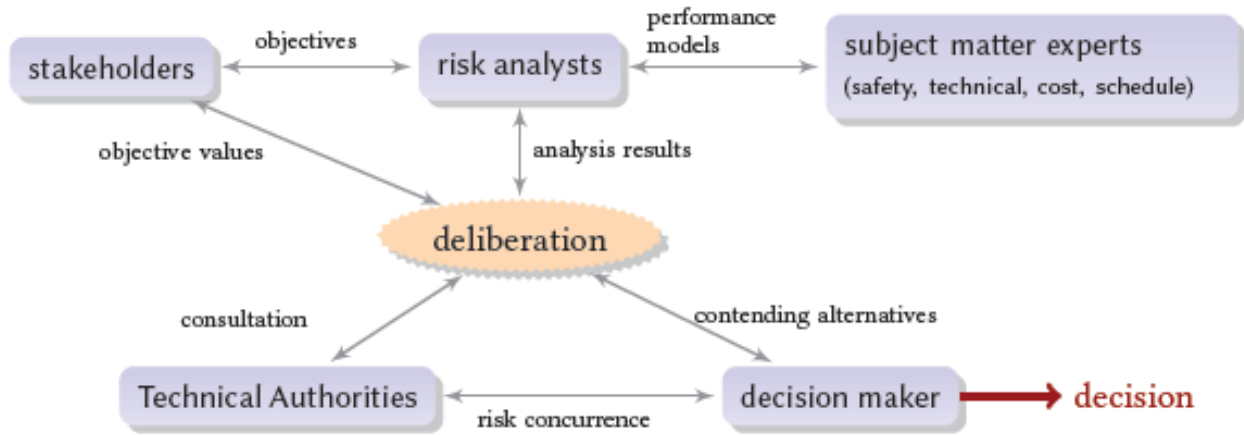 objectives
performance
models
stakeholders
risk analysts
subject matter experts
(safety, technical, cost, schedule)
objective values
analysis results
deliberation
consultation
contending alternatives
Technical Authorities
risk concurrence
decision maker
decision